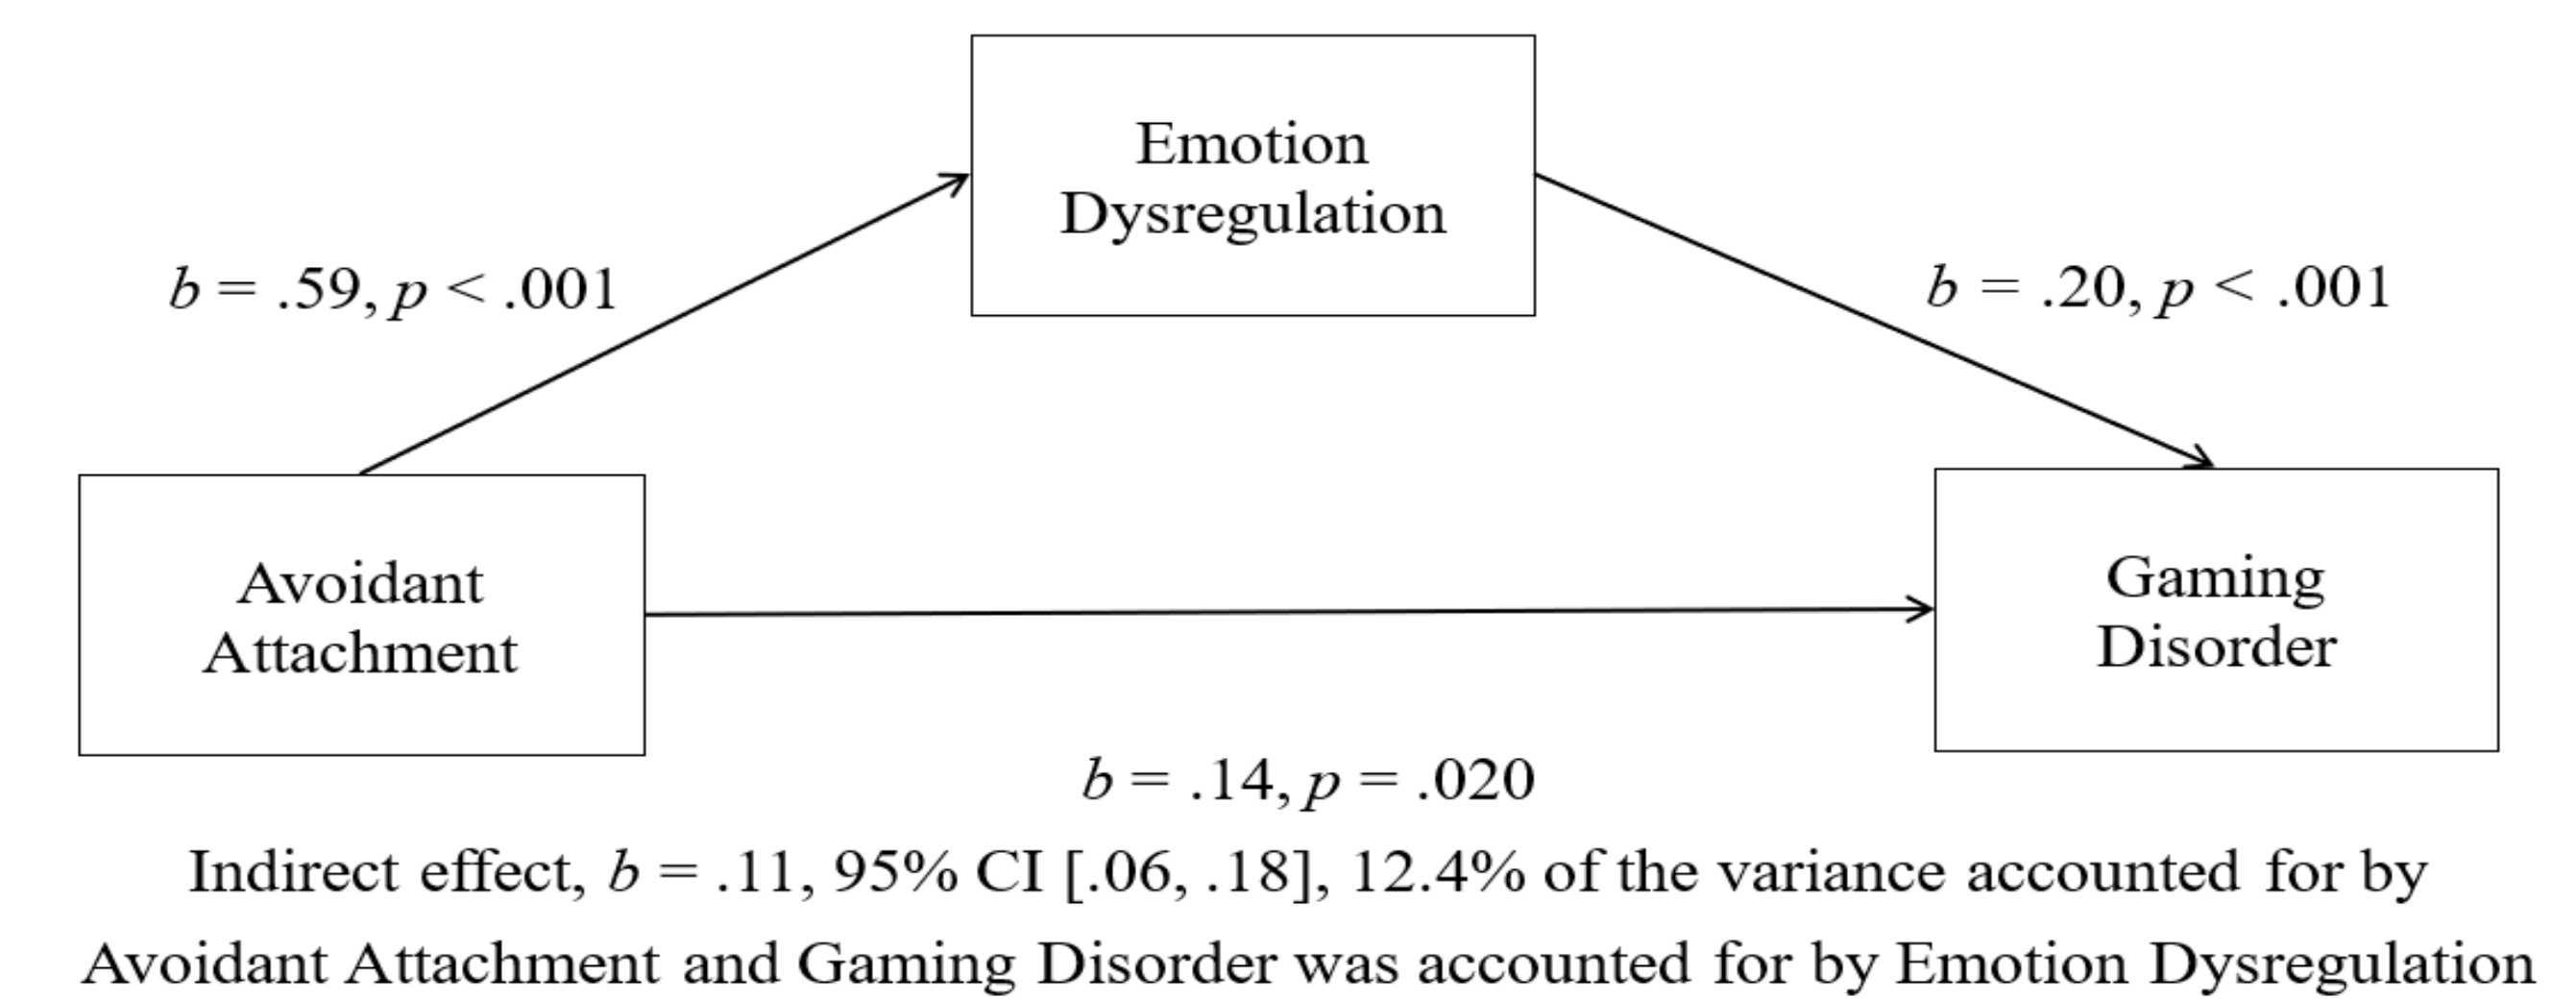 Emotion
Dysregulation
b = .59, p < .001
b = .20, p < .001
Avoidant
Attachment
Gaming
Disorder
b = .14, p = .020
Indirect effect, b = .11, 95% CI [.06, .18], 12.4% of the variance accounted for by
Avoidant Attachment and Gaming Disorder was accounted for by Emotion Dysregulation